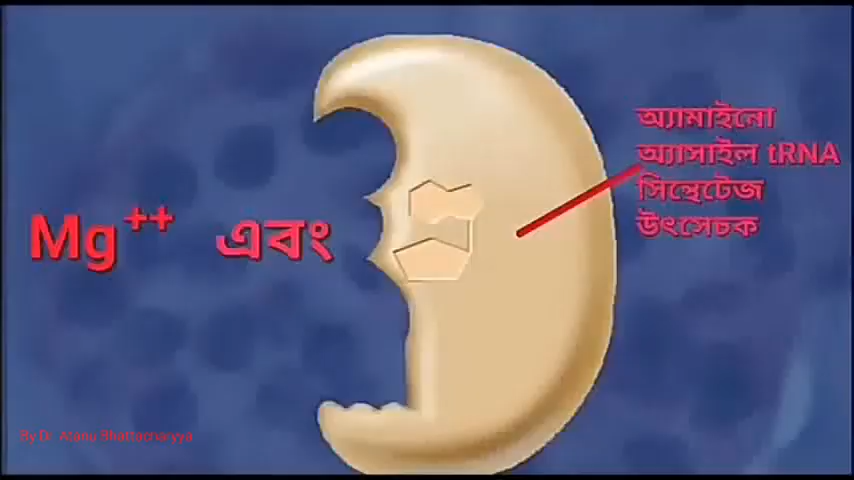 Mg++ এবং
অ্যামাইনো
অ্যাসাইল tRNA
সিন্থেটেজ
উৎসেচক
By Dr. Atanu Bhattacharyya